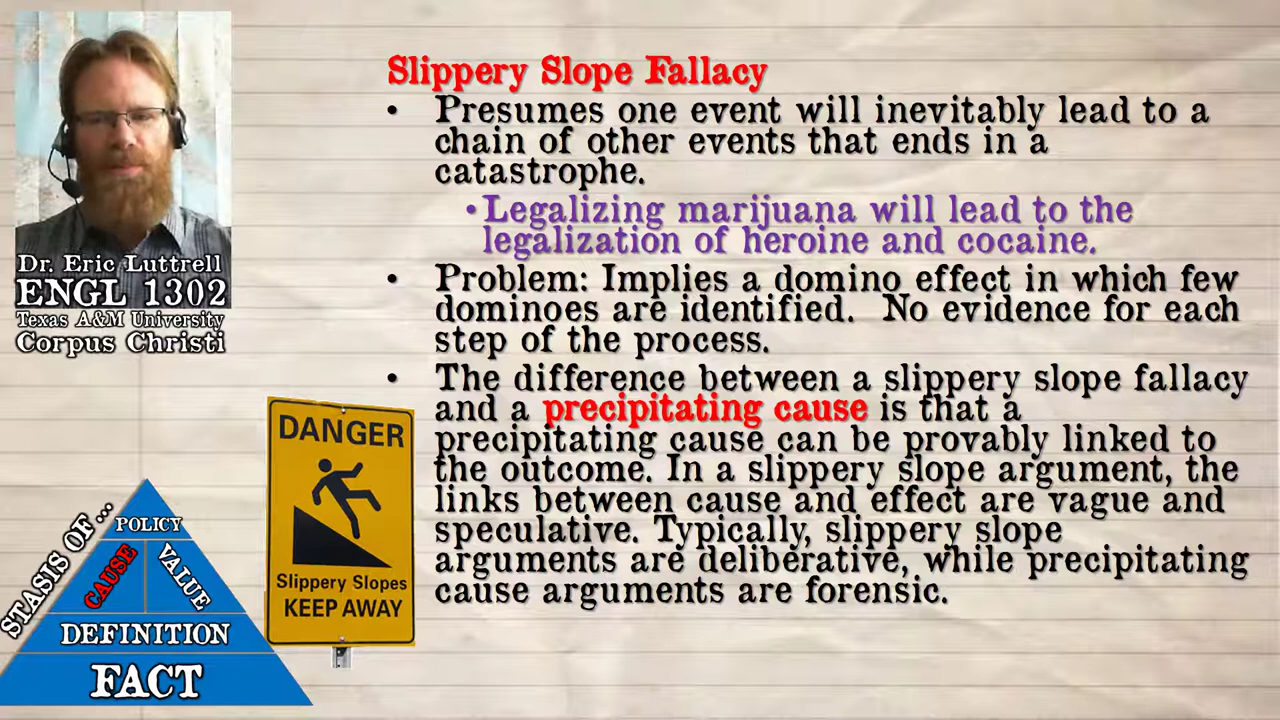 Slippery Slope Fallacy
• Presumes one event will inevitably lead to a
chain of other events that ends in a
catastrophe.
• Legalizing marijuana will lead to the
legalization of heroine and cocaine.
• Problem: Implies a domino effect in which few
dominoes are identified. No evidence for each
step of the process.
• The difference between a slippery slope fallacy
and a precipitating cause is that a
precipitating cause can be provably linked to
the outcome. In a slippery slope argument, the
links between cause and effect are vague and
speculative. Typically, slippery slope
arguments are deliberative, while precipitating
cause arguments are forensic.
Dr. Eric Luttrell
ENGL 1302
Texas A&M University
Corpus Christi
DANGER
Slippery Slopes
KEEP AWAY
STASIS OF ...
POLICY
CAUSE
VALUE
DEFINITION
FACT